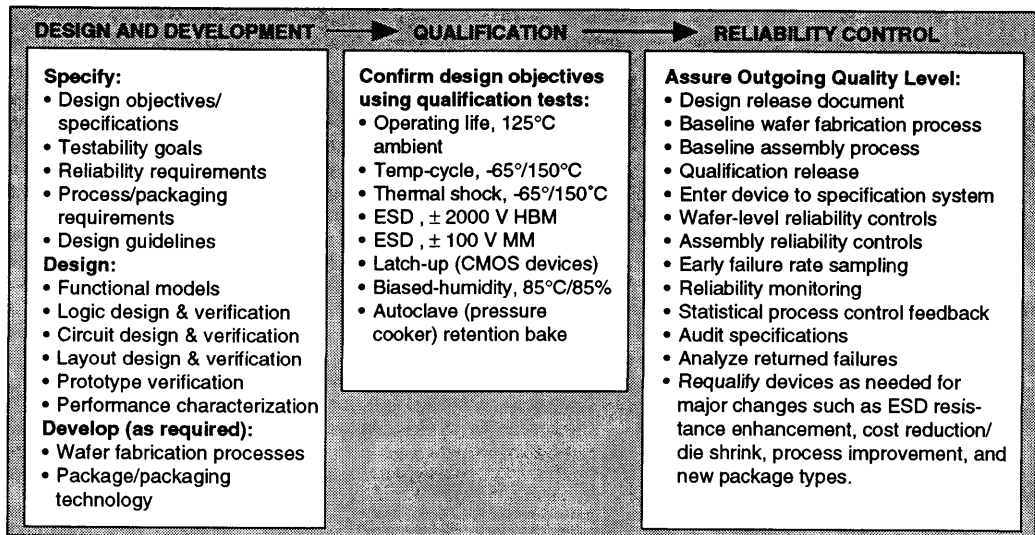 DESIGN AND DEVELOPMENT
QUALIFICATION
RELIABILITY CONTROL
Specify:
• Design objectives/
specifications
• Testability goals
• Reliability requirements
• Process/packaging
requirements
• Design guidelines
Design:
• Functional models
• Logic design & verification
• Circuit design & verification
• Layout design & verification
• Prototype verification
• Performance characterization
Develop (as required):
• Wafer fabrication processes
• Package/packaging
technology
Confirm design objectives
using qualification tests:
• Operating life, 125°C
ambient
• Temp-cycle, -65°/150°C
• Thermal shock, -65°/150°C
• ESD , ± 2000 V HBM
• ESD , ± 100 V MM
• Latch-up (CMOS devices)
• Biased-humidity, 85°C/85%
• Autoclave (pressure
cooker) retention bake
Assure Outgoing Quality Level:
• Design release document
• Baseline wafer fabrication process
• Baseline assembly process
• Qualification release
• Enter device to specification system
• Wafer-level reliability controls
• Assembly reliability controls
• Early failure rate sampling
• Reliability monitoring
• Statistical process control feedback
• Audit specifications
• Analyze returned failures
• Requalify devices as needed for
major changes such as ESD resis-
tance enhancement, cost reduction/
die shrink, process improvement, and
new package types.